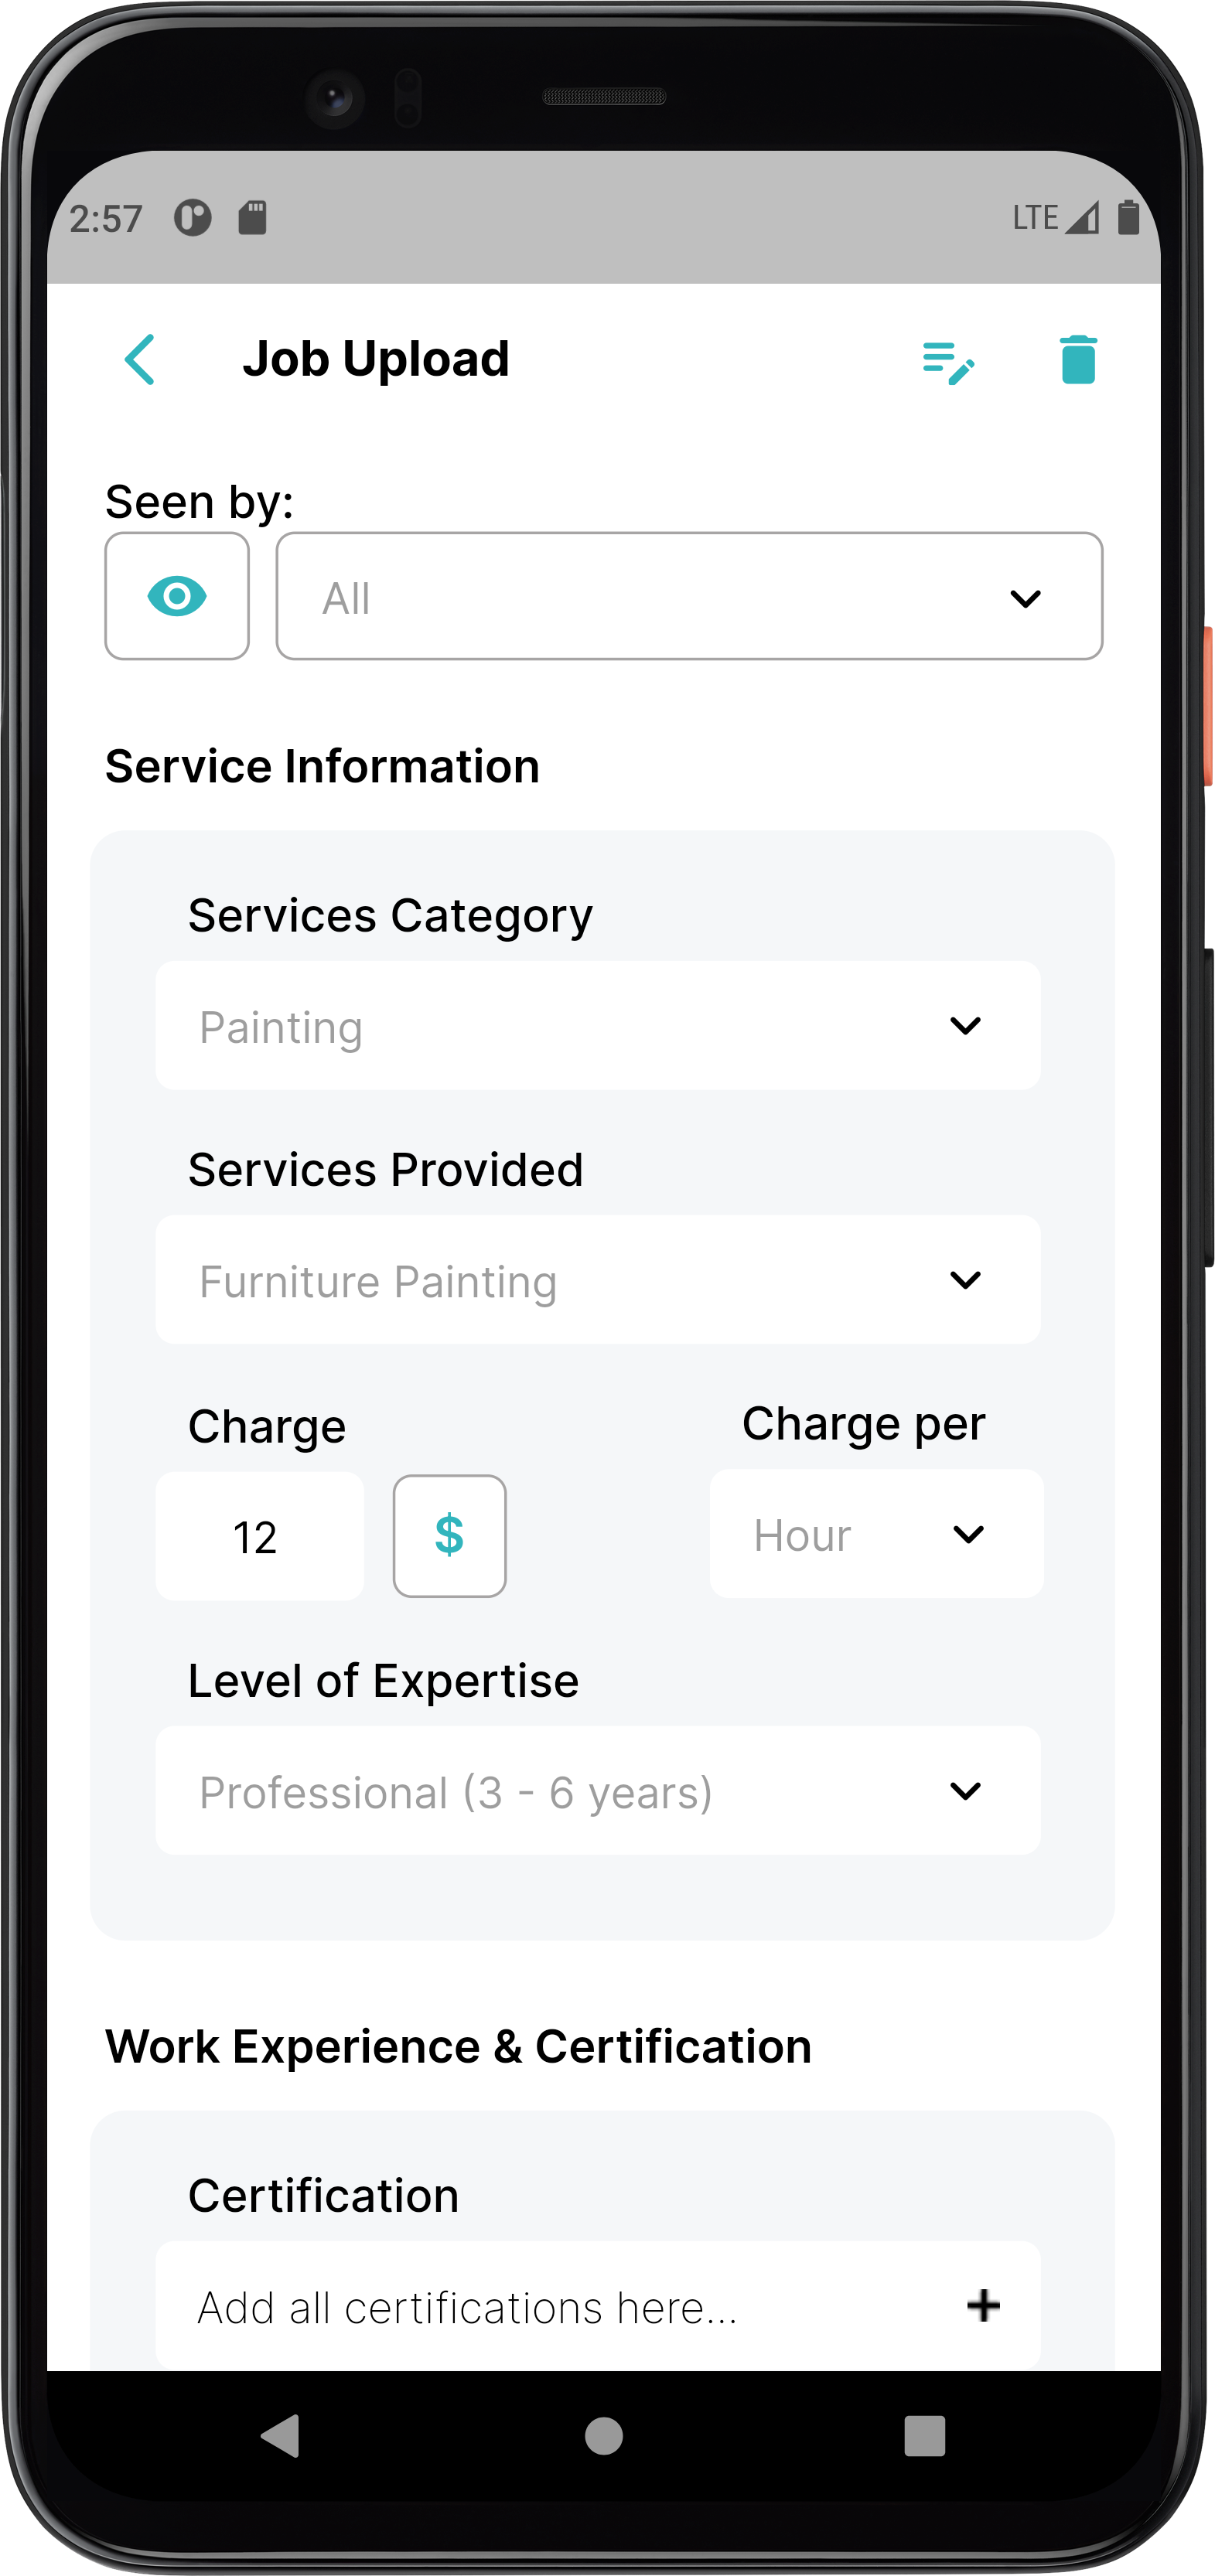 2:57 LTE
Job Upload
Seen by:
All
Service Information
Services Category
Painting
Services Provided
Furniture Painting
Charge Charge per
12 $ Hour
Level of Expertise
Professional (3 - 6 years)
Work Experience & Certification
Certification
Add all certifications here...